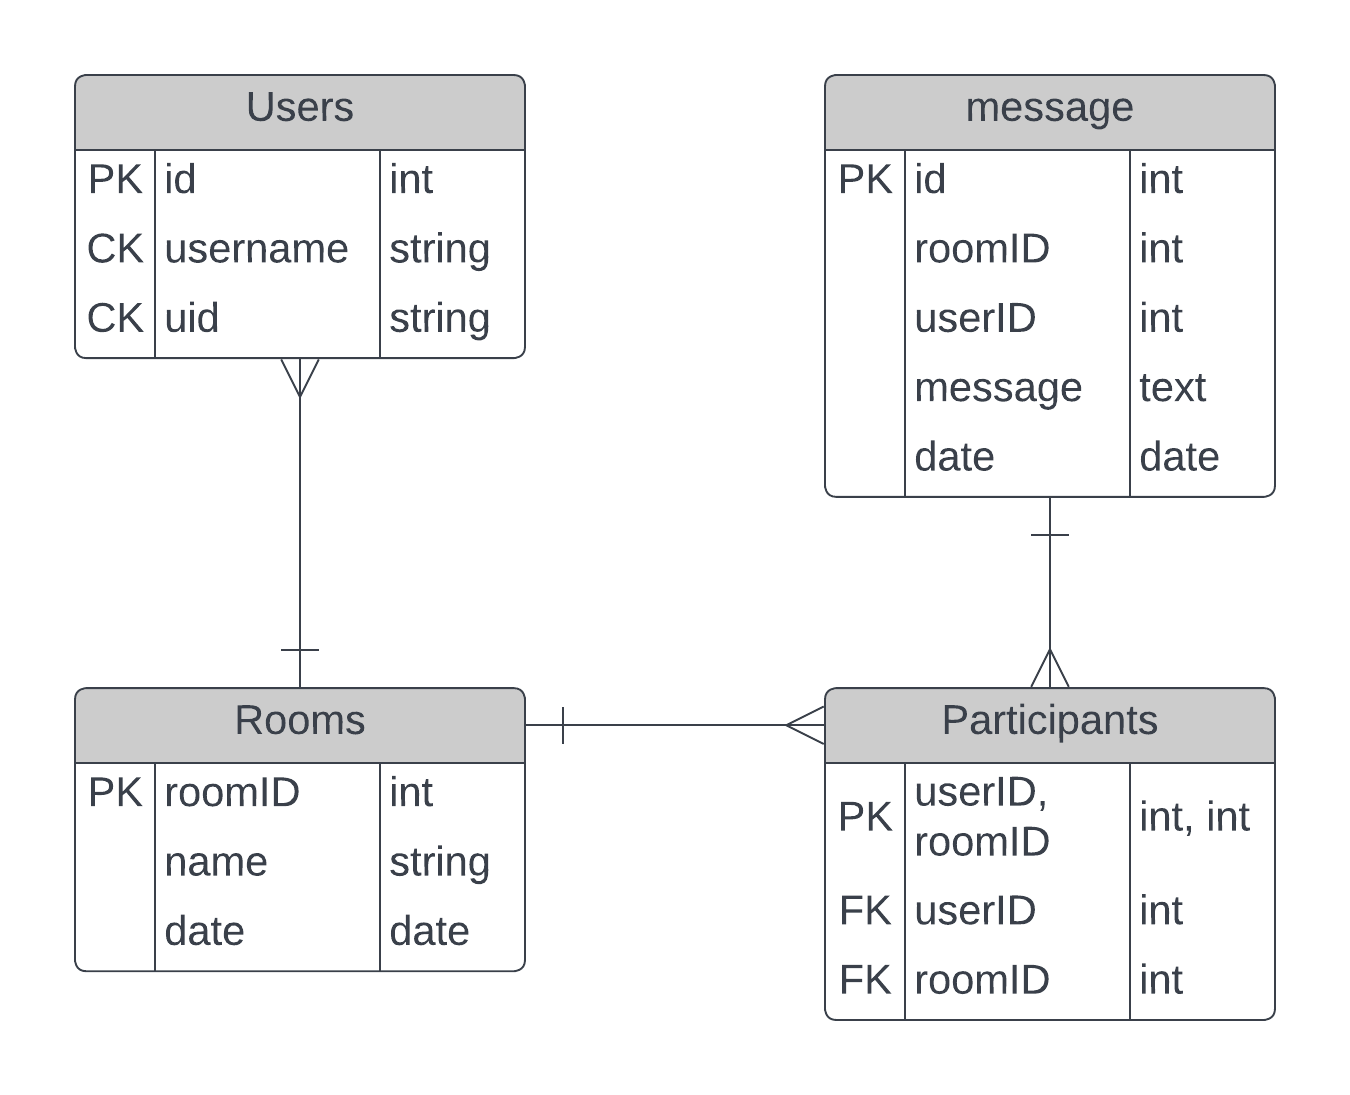 Users
PK id int
CK username string
CK uid string
message
PK id int
roomID int
userID int
message text
date date
Rooms
PK roomID int
name string
date date
Participants
PK userID, int, int
roomID
FK userID int
FK roomID int